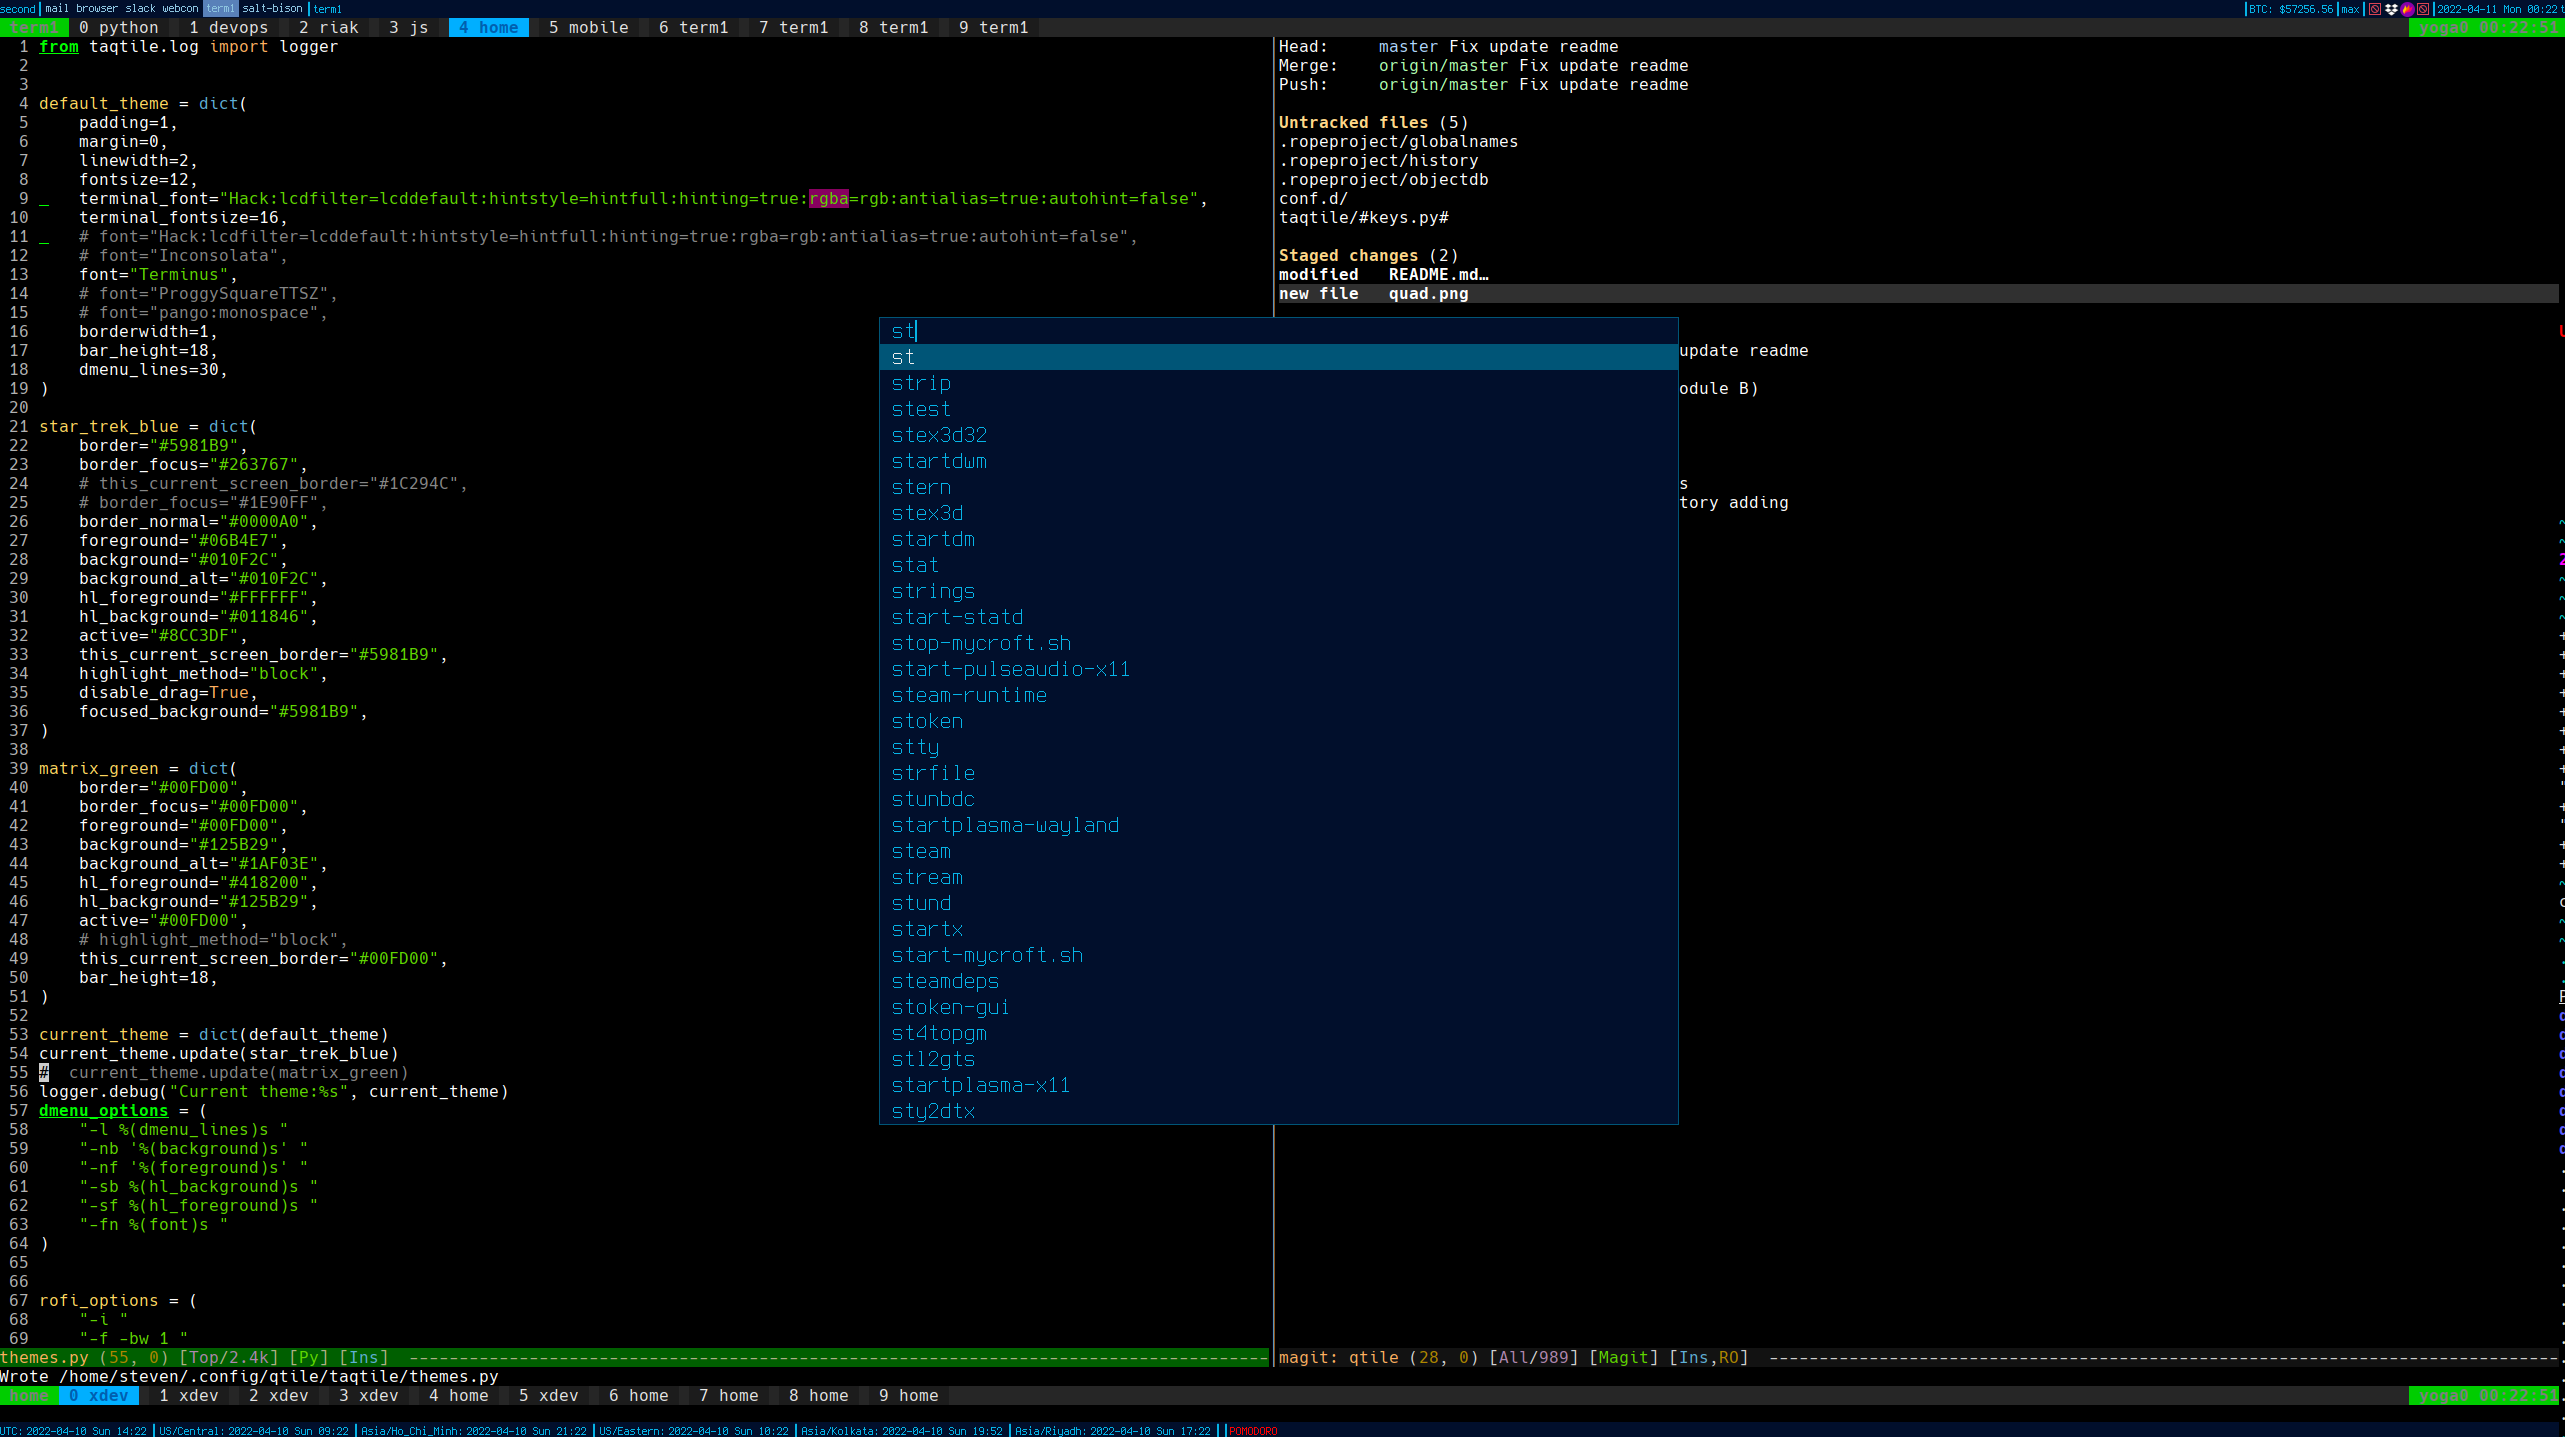 second mail browser slack webcon term1 salt-bison term1 BTC: $57256.56 max 2022-04-11 Mon 00:22 t
term1 0 python 1 devops 2 riak 3 js 4 home 5 mobile 6 term1 7 term1 8 term1 9 term1 yoga0 00:22:51
1 from taqtile.log import logger
2
3
4 default_theme = dict(
5     padding=1,
6     margin=0,
7     linewidth=2,
8     fontsize=12,
9 _   terminal_font="Hack:lcdfilter=lcddefault:hintstyle=hintfull:hinting=true:rgba=rgb:antialias=true:autohint=false",
10     terminal_fontsize=16,
11 _   # font="Hack:lcdfilter=lcddefault:hintstyle=hintfull:hinting=true:rgba=rgb:antialias=true:autohint=false",
12     # font="Inconsolata",
13     font="Terminus",
14     # font="ProggySquareTTSZ",
15     # font="pango:monospace",
16     borderwidth=1,
17     bar_height=18,
18     dmenu_lines=30,
19 )
20
21 star_trek_blue = dict(
22     border="#5981B9",
23     border_focus="#263767",
24     # this_current_screen_border="#1C294C",
25     # border_focus="#1E90FF",
26     border_normal="#0000A0",
27     foreground="#06B4E7",
28     background="#010F2C",
29     background_alt="#010F2C",
30     hl_foreground="#FFFFFF",
31     hl_background="#011846",
32     active="#8CC3DF",
33     this_current_screen_border="#5981B9",
34     highlight_method="block",
35     disable_drag=True,
36     focused_background="#5981B9",
37 )
38
39 matrix_green = dict(
40     border="#00FD00",
41     border_focus="#00FD00",
42     foreground="#00FD00",
43     background="#125B29",
44     background_alt="#1AF03E",
45     hl_foreground="#418200",
46     hl_background="#125B29",
47     active="#00FD00",
48     # highlight_method="block",
49     this_current_screen_border="#00FD00",
50     bar_height=18,
51 )
52
53 current_theme = dict(default_theme)
54 current_theme.update(star_trek_blue)
55 #  current_theme.update(matrix_green)
56 logger.debug("Current theme:%s", current_theme)
57 dmenu_options = (
58     "-l %(dmenu_lines)s "
59     "-nb '%(background)s' "
60     "-nf '%(foreground)s' "
61     "-sb %(hl_background)s "
62     "-sf %(hl_foreground)s "
63     "-fn %(font)s "
64 )
65
66
67 rofi_options = (
68     "-i "
69     "-f -bw 1 "
themes.py (55, 0) [Top/2.4k] [Py] [Ins]
Wrote /home/steven/.config/qtile/taqtile/themes.py
Head:     master Fix update readme
Merge:    origin/master Fix update readme
Push:     origin/master Fix update readme
Untracked files (5)
.ropeproject/globalnames
.ropeproject/history
.ropeproject/objectdb
conf.d/
taqtile/#keys.py#
Staged changes (2)
modified   README.md…
new file   quad.png
update readme
odule B)
s
tory adding
magit: qtile (28, 0) [All/989] [Magit] [Ins,RO]
st
st
strip
stest
stex3d32
startdwm
stern
stex3d
startdm
stat
strings
start-statd
stop-mycroft.sh
start-pulseaudio-x11
steam-runtime
stoken
stty
strfile
stunbdc
startplasma-wayland
steam
stream
stund
startx
start-mycroft.sh
steamdeps
stoken-gui
st4topgm
stl2gts
startplasma-x11
sty2dtx
home 0 xdev 1 xdev 2 xdev 3 xdev 4 home 5 xdev 6 home 7 home 8 home 9 home yoga0 00:22:51
UTC: 2022-04-10 Sun 14:22 US/Central: 2022-04-10 Sun 09:22 Asia/Ho_Chi_Minh: 2022-04-10 Sun 21:22 US/Eastern: 2022-04-10 Sun 10:22 Asia/Kolkata: 2022-04-10 Sun 19:52 Asia/Riyadh: 2022-04-10 Sun 17:22 POMODORO